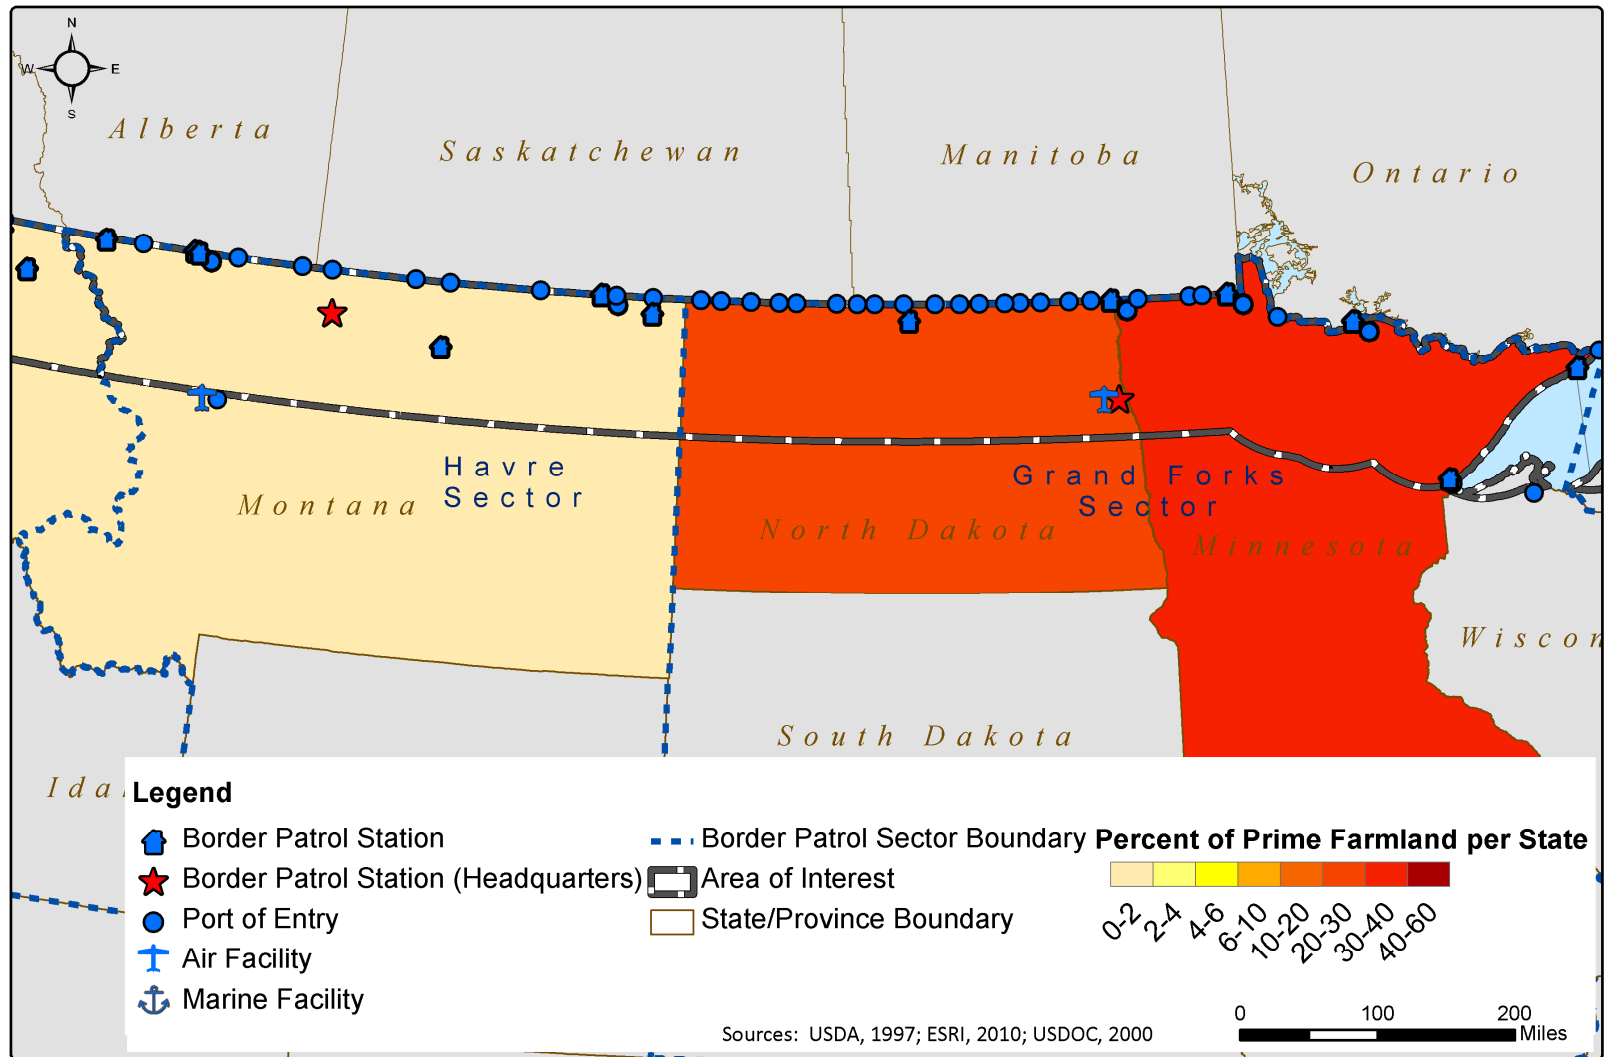 N
W E
S
Alberta
Saskatchewan
Manitoba
Ontario
Havre
Sector
Montana
Grand Forks
Sector
North Dakota
Minnesota
Wiscon
South Dakota
Ida
Legend
Border Patrol Station
Border Patrol Station (Headquarters)
Port of Entry
Air Facility
Marine Facility
Border Patrol Sector Boundary
Area of Interest
State/Province Boundary
Percent of Prime Farmland per State
0-2
2-4
4-6
6-10
10-20
20-30
30-40
40-60
0 100 200
Miles
Sources: USDA, 1997; ESRI, 2010; USDOC, 2000